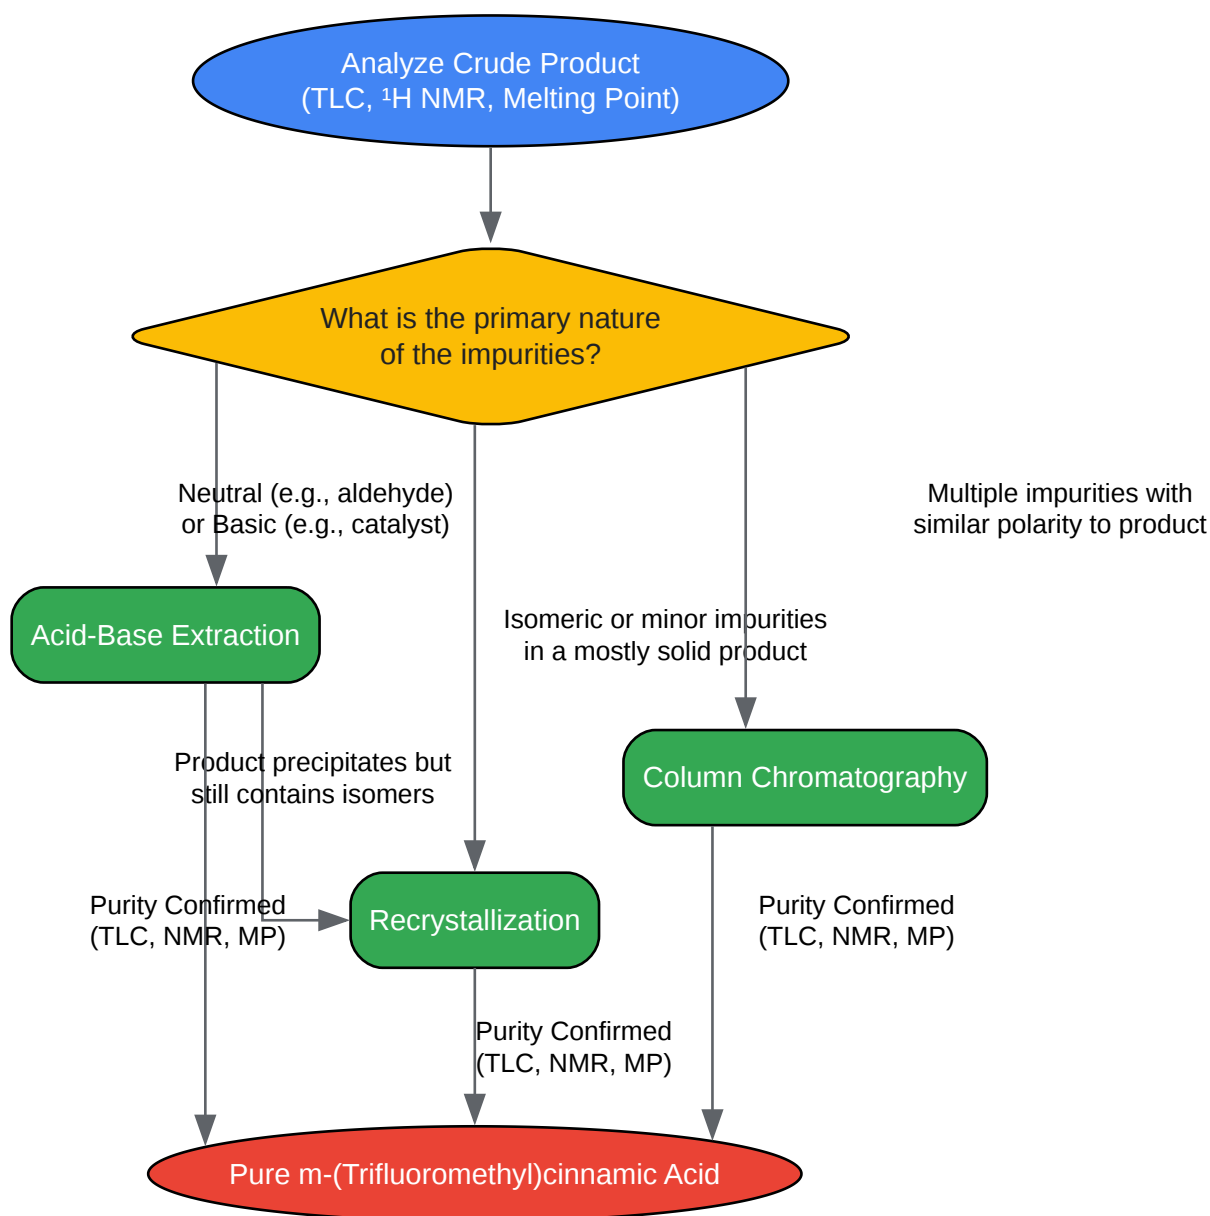 Analyze Crude Product
(TLC, ¹H NMR, Melting Point)
What is the primary nature
of the impurities?
Neutral (e.g., aldehyde)
or Basic (e.g., catalyst)
Multiple impurities with
similar polarity to product
Acid-Base Extraction
Isomeric or minor impurities
in a mostly solid product
Product precipitates but
still contains isomers
Column Chromatography
Purity Confirmed
(TLC, NMR, MP)
Recrystallization
Purity Confirmed
(TLC, NMR, MP)
Purity Confirmed
(TLC, NMR, MP)
Pure m-(Trifluoromethyl)cinnamic Acid